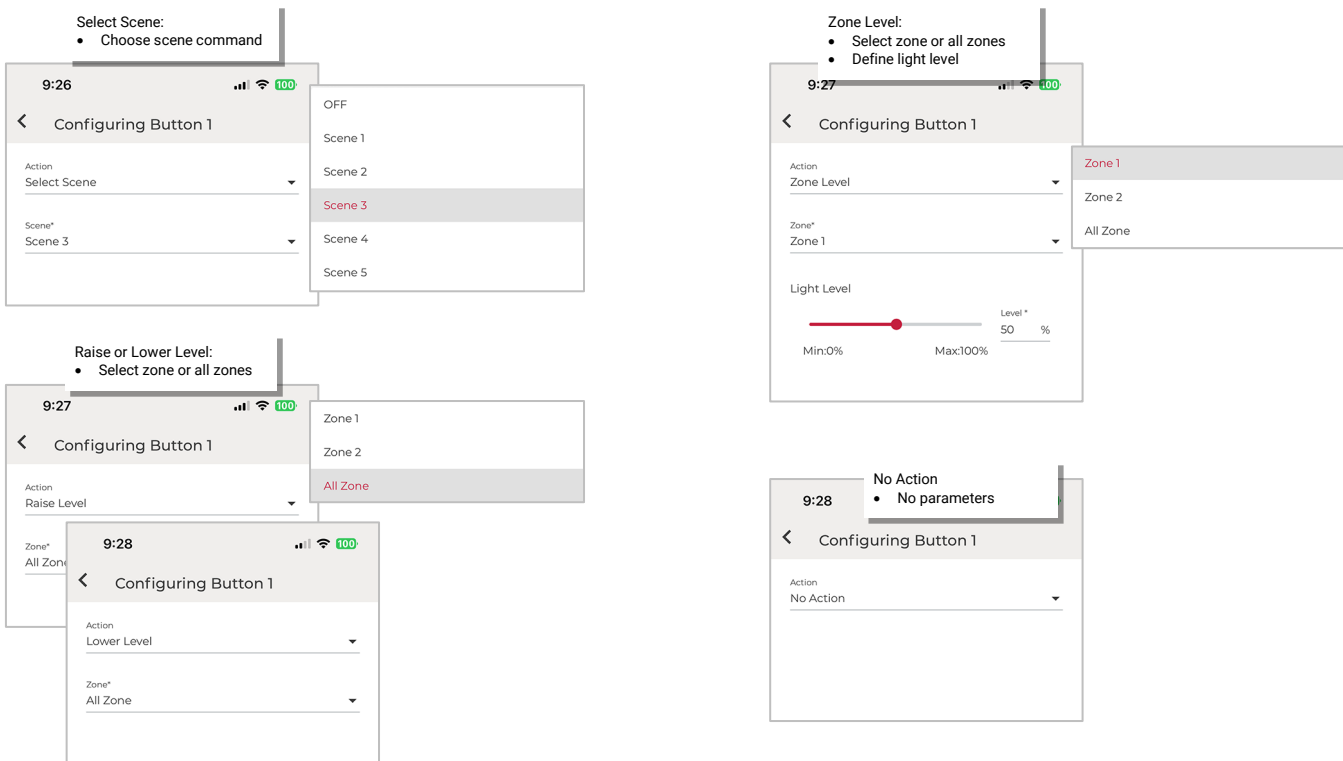 Select Scene:
• Choose scene command
9:26
100
Configuring Button 1
Action
Select Scene
Scene*
Scene 3
OFF
Scene 1
Scene 2
Scene 3
Scene 4
Scene 5
Raise or Lower Level:
• Select zone or all zones
9:27
100
Configuring Button 1
Action
Raise Level
Zone*
Zone 1
Zone 2
All Zone
9:28
100
Configuring Button 1
Action
Lower Level
Zone*
All Zone
Zone Level:
• Select zone or all zones
• Define light level
9:27
100
Configuring Button 1
Action
Zone Level
Zone*
Zone 1
Zone 1
Zone 2
All Zone
Light Level
Level *
50 %
Min:0% Max:100%
No Action
• No parameters
9:28
Configuring Button 1
Action
No Action